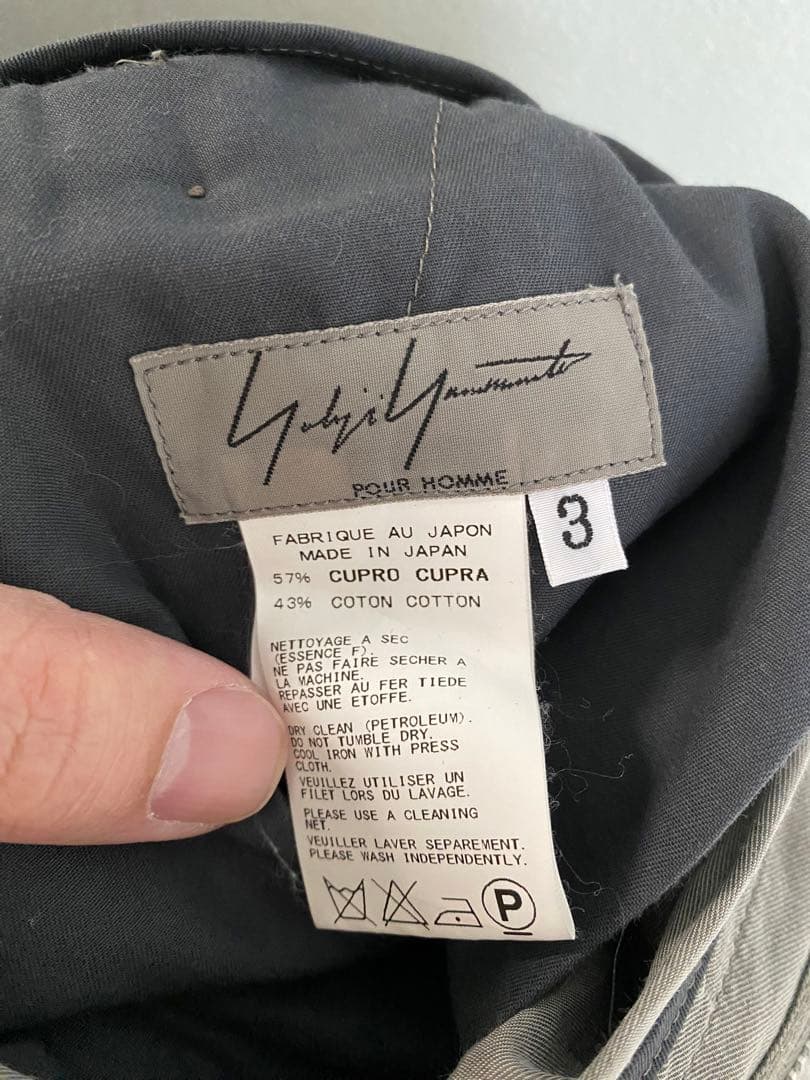 Yohji Yamamoto
POUR HOMME
3
FABRIQUE AU JAPON
MADE IN JAPAN
57% CUPRO CUPRA
43% COTON COTTON
NETTOYAGE A SEC
(ESSENCE F).
NE PAS FAIRE SECHER A
LA MACHINE.
REPASSER AU FER TIEDE
AVEC UNE ETOFFE.
DRY CLEAN (PETROLEUM).
DO NOT TUMBLE DRY.
COOL IRON WITH PRESS
CLOTH.
VEUILLEZ UTILISER UN
FILET LORS DU LAVAGE.
PLEASE USE A CLEANING
NET.
VEUILLER LAVER SEPAREMENT.
PLEASE WASH INDEPENDENTLY.
P